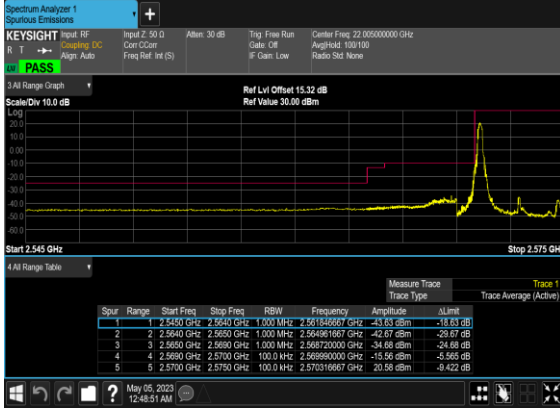 Spectrum Analyzer 1
Spurious Emissions
+
KEYSIGHT Input: RF Input Z: 50 Ω Atten: 30 dB Trig: Free Run Center Freq: 22.005000000 GHz
R T Coupling: DC Corr CCorr Gate: Off Avg|Hold: 100/100
Align: Auto Freq Ref: Int (S) IF Gain: Low Radio Std: None
LXI PASS
3 All Range Graph
Ref Lvl Offset 15.32 dB
Scale/Div 10.0 dB Ref Value 30.00 dBm
Log
20.0
10.0
0.00
-10.0
-20.0
-30.0
-40.0
-50.0
-60.0
Start 2.545 GHz Stop 2.575 GH
4 All Range Table
Measure Trace Trace 1
Trace Type Trace Average (Active)
Spur Range Start Freq Stop Freq RBW Frequency Amplitude ΔLimit
1 1 2.5450 GHz 2.5640 GHz 1.000 MHz 2.561846667 GHz -43.63 dBm -18.63 dB
2 2 2.5640 GHz 2.5650 GHz 1.000 MHz 2.564961667 GHz -42.67 dBm -29.67 dB
3 3 2.5650 GHz 2.5690 GHz 1.000 MHz 2.568720000 GHz -34.68 dBm -24.68 dB
4 4 2.5690 GHz 2.5700 GHz 100.0 kHz 2.569990000 GHz -15.56 dBm -5.565 dB
5 5 2.5700 GHz 2.5750 GHz 100.0 kHz 2.570316667 GHz 20.58 dBm -9.422 dB
? May 05, 2023
12:48:51 AM